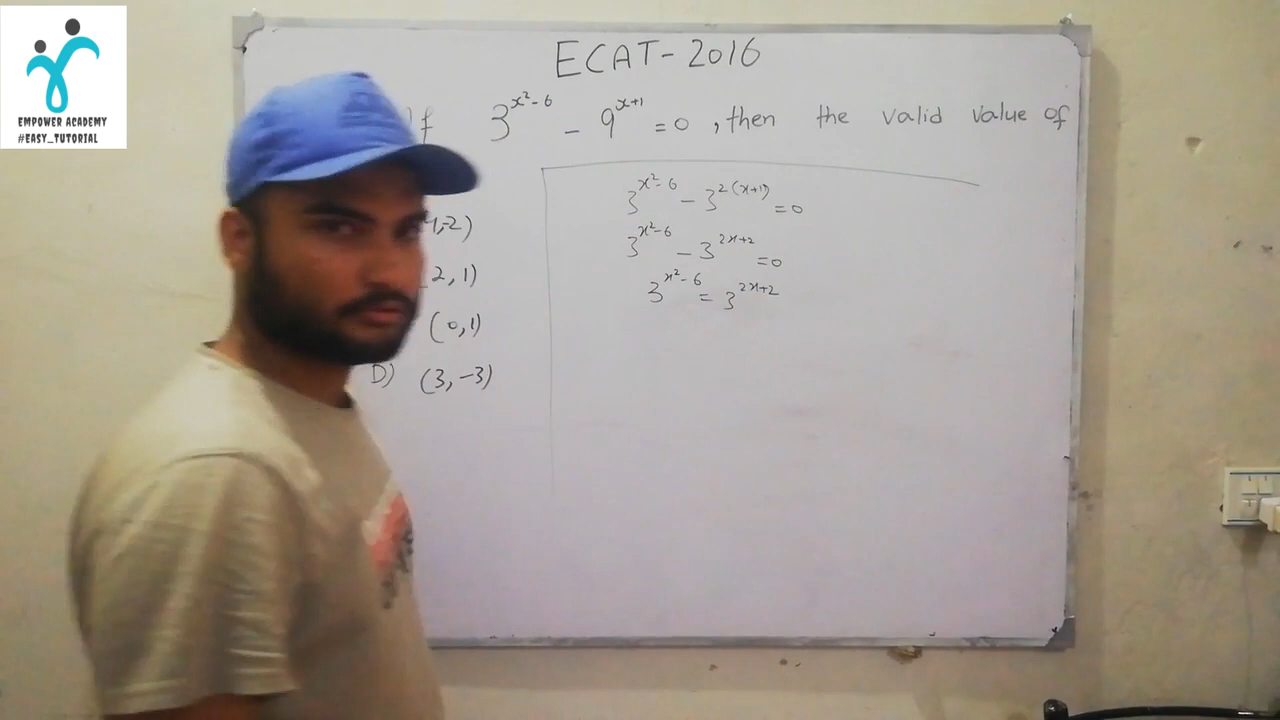 EMPOWER ACADEMY
#EASY_TUTORIAL
ECAT-2016
If 3^{x²-6} - 9^{x+1} = 0, then the valid value of
,-2)
2, 1)
(0,1)
D) (3, -3)
3^{x²-6} - 3^{2(x+1)} = 0
3^{x²-6} - 3^{2x+2} = 0
3^{x²-6} = 3^{2x+2}